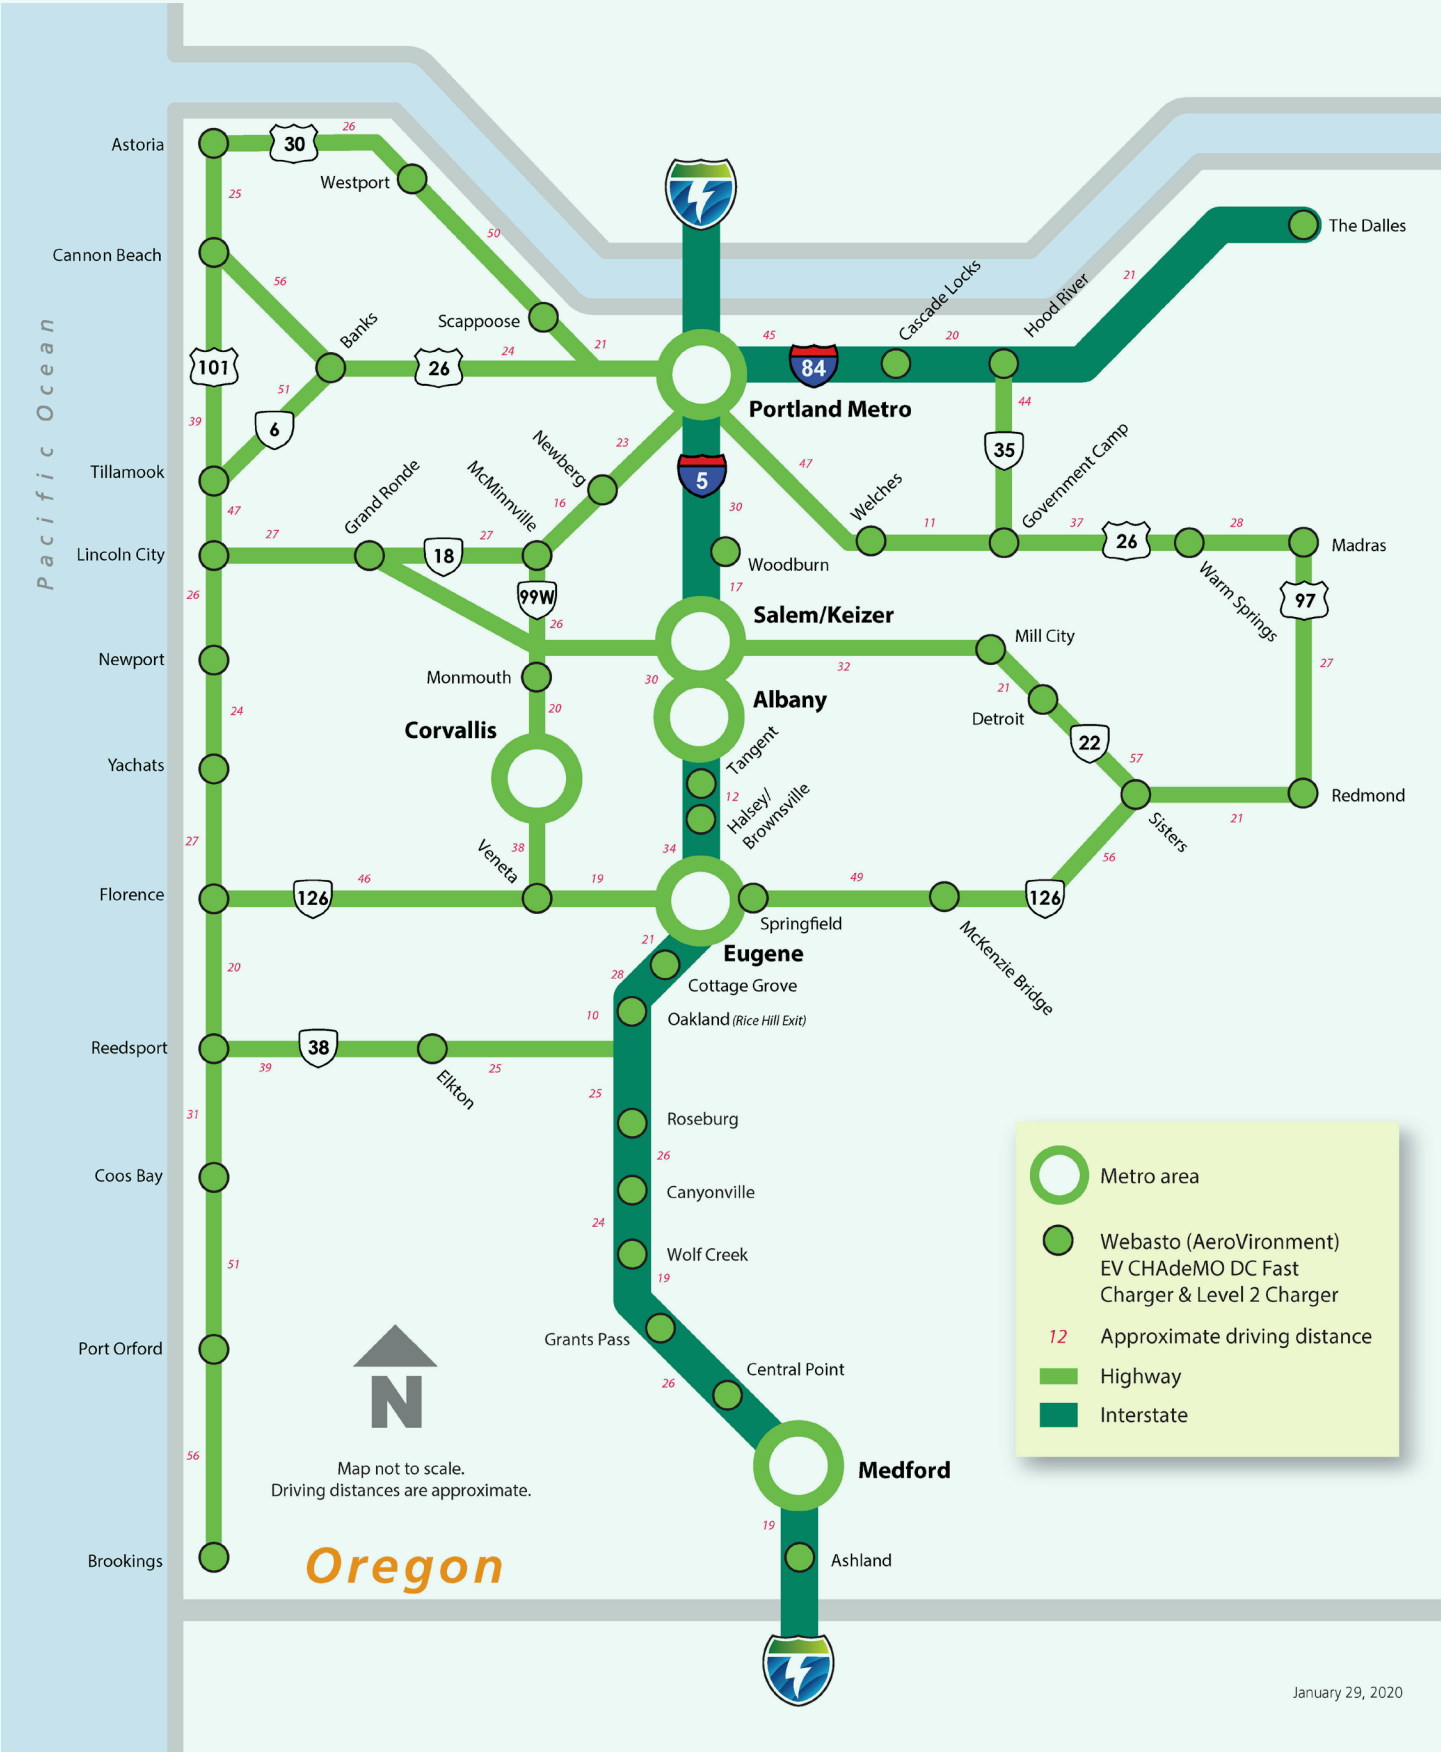 Astoria
30
26
Westport
25
Cannon Beach
50
56
The Dalles
21
Cascade Locks
Hood River
Scappoose
Banks
24
21
45
20
101
26
84
Portland Metro
51
39
6
44
35
5
Newberg
23
47
Government Camp
Tillamook
Grand Ronde
McMinnville
16
30
Welches
47
27
27
11
37
26
28
Lincoln City
18
Woodburn
Madras
Warm Springs
26
99W
17
97
Salem/Keizer
26
Mill City
Newport
32
27
Monmouth
30
21
24
20
Albany
Detroit
Corvallis
Tangent
22
57
Yachats
12
Halsey/
Brownsville
Redmond
Sisters
21
27
Veneta
38
34
56
46
19
49
Florence
126
126
Springfield
McKenzie Bridge
Eugene
21
20
28
Cottage Grove
10
Oakland (Rice Hill Exit)
Reedsport
38
39
Elkton
25
25
31
Roseburg
26
Coos Bay
Canyonville
24
Wolf Creek
51
19
Port Orford
Grants Pass
Central Point
26
N
56
Map not to scale.
Driving distances are approximate.
Medford
19
Brookings
Oregon
Ashland
Pacific Ocean
Metro area
Webasto (AeroVironment)
EV CHAdeMO DC Fast
Charger & Level 2 Charger
12 Approximate driving distance
Highway
Interstate
January 29, 2020